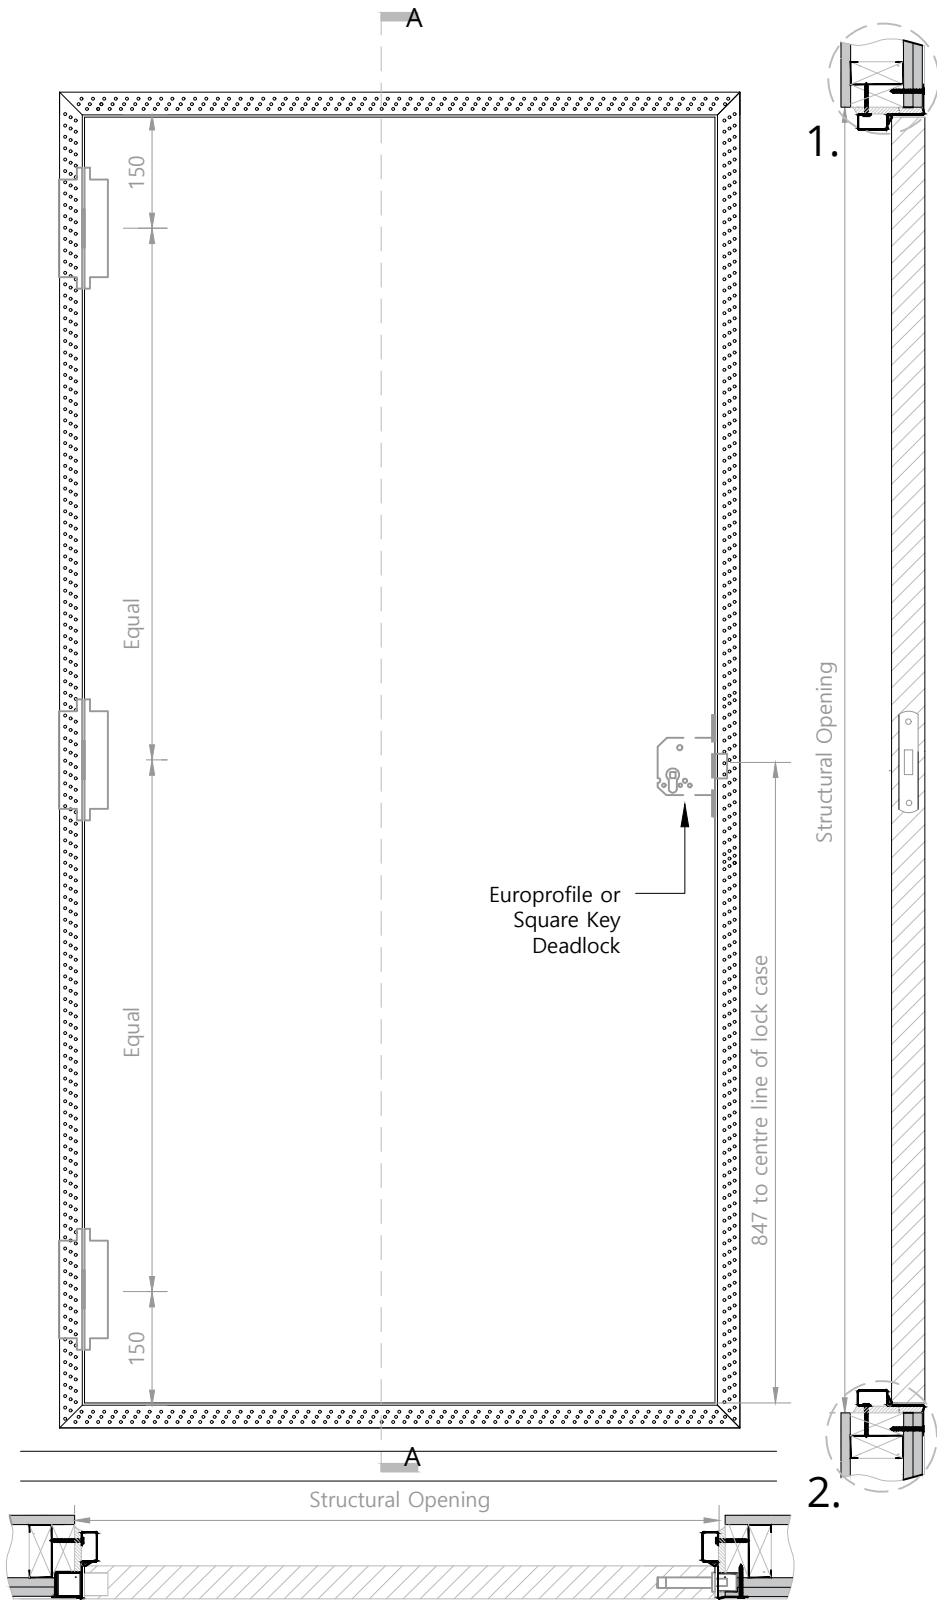 A
1.
150
Equal
Structural Opening
Europrofile or
Square Key
Deadlock
847 to centre line of lock case
Equal
150
A
2.
Structural Opening